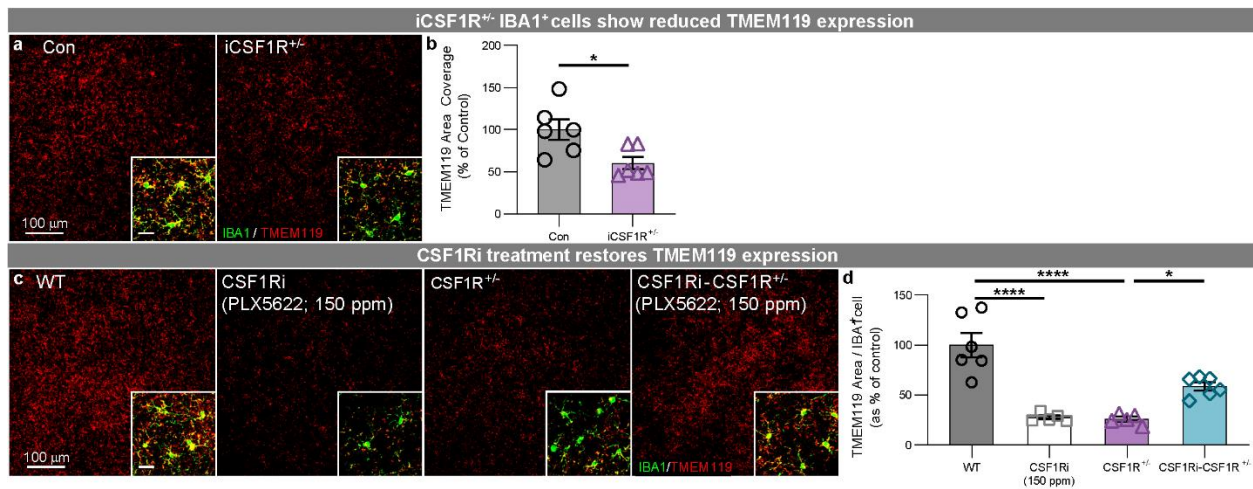 iCSF1R+/- IBA1+ cells show reduced TMEM119 expression
a Con
iCSF1R+/-
100 µm
IBA1/TMEM119
b
TMEM119 Area Coverage
(% of Control)
200
150
100
50
0
*
Con
iCSF1R+/-
CSF1Ri treatment restores TMEM119 expression
c WT
CSF1Ri
(PLX5622; 150 ppm)
CSF1R+/-
CSF1Ri-CSF1R+/-
(PLX5622; 150 ppm)
100 µm
IBA1/TMEM119
d
TMEM119 Area / IBA1+cell
(as % of control)
150
100
50
0
****
****
*
WT
CSF1Ri
(150 ppm)
CSF1R+/-
CSF1Ri-CSF1R+/-